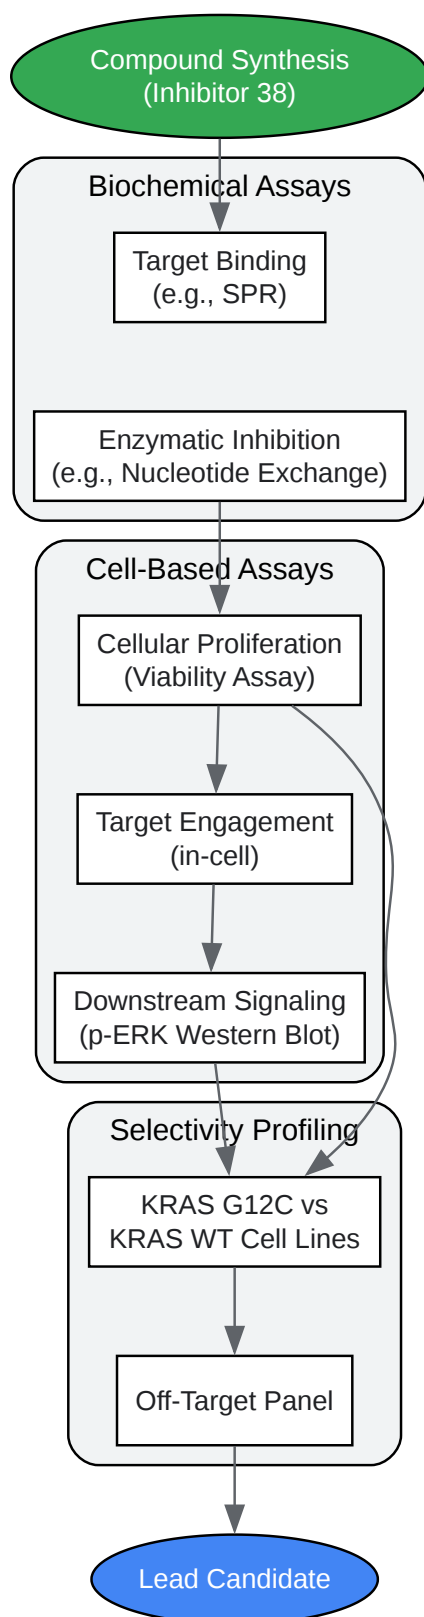 Compound Synthesis
(Inhibitor 38)
Biochemical Assays
Target Binding
(e.g., SPR)
Enzymatic Inhibition
(e.g., Nucleotide Exchange)
Cell-Based Assays
Cellular Proliferation
(Viability Assay)
Target Engagement
(in-cell)
Downstream Signaling
(p-ERK Western Blot)
Selectivity Profiling
KRAS G12C vs
KRAS WT Cell Lines
Off-Target Panel
Lead Candidate